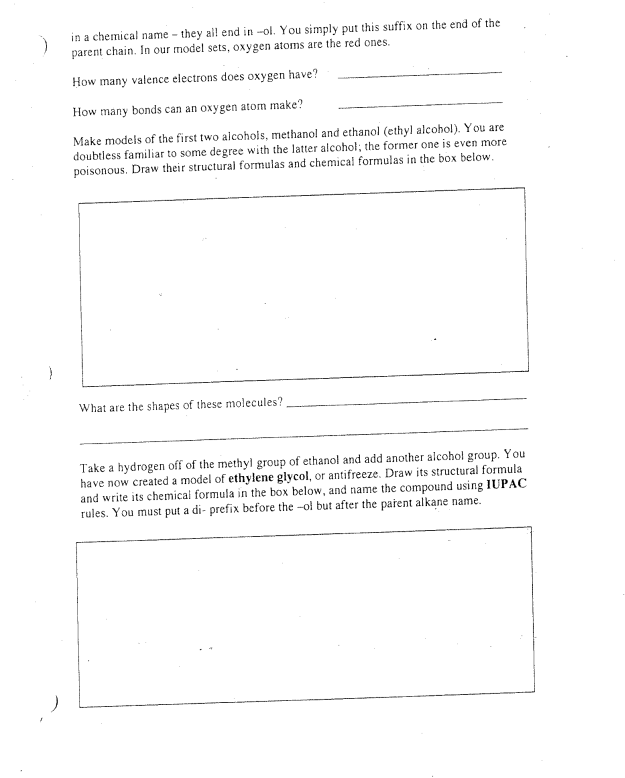 in a chemical name – they all end in –ol. You simply put this suffix on the end of the
parent chain. In our model sets, oxygen atoms are the red ones.
How many valence electrons does oxygen have?
How many bonds can an oxygen atom make?
Make models of the first two alcohols, methanol and ethanol (ethyl alcohol). You are
doubtless familiar to some degree with the latter alcohol; the former one is even more
poisonous. Draw their structural formulas and chemical formulas in the box below.
What are the shapes of these molecules?
Take a hydrogen off of the methyl group of ethanol and add another alcohol group. You
have now created a model of ethylene glycol, or antifreeze. Draw its structural formula
and write its chemical formula in the box below, and name the compound using IUPAC
rules. You must put a di- prefix before the –ol but after the parent alkane name.